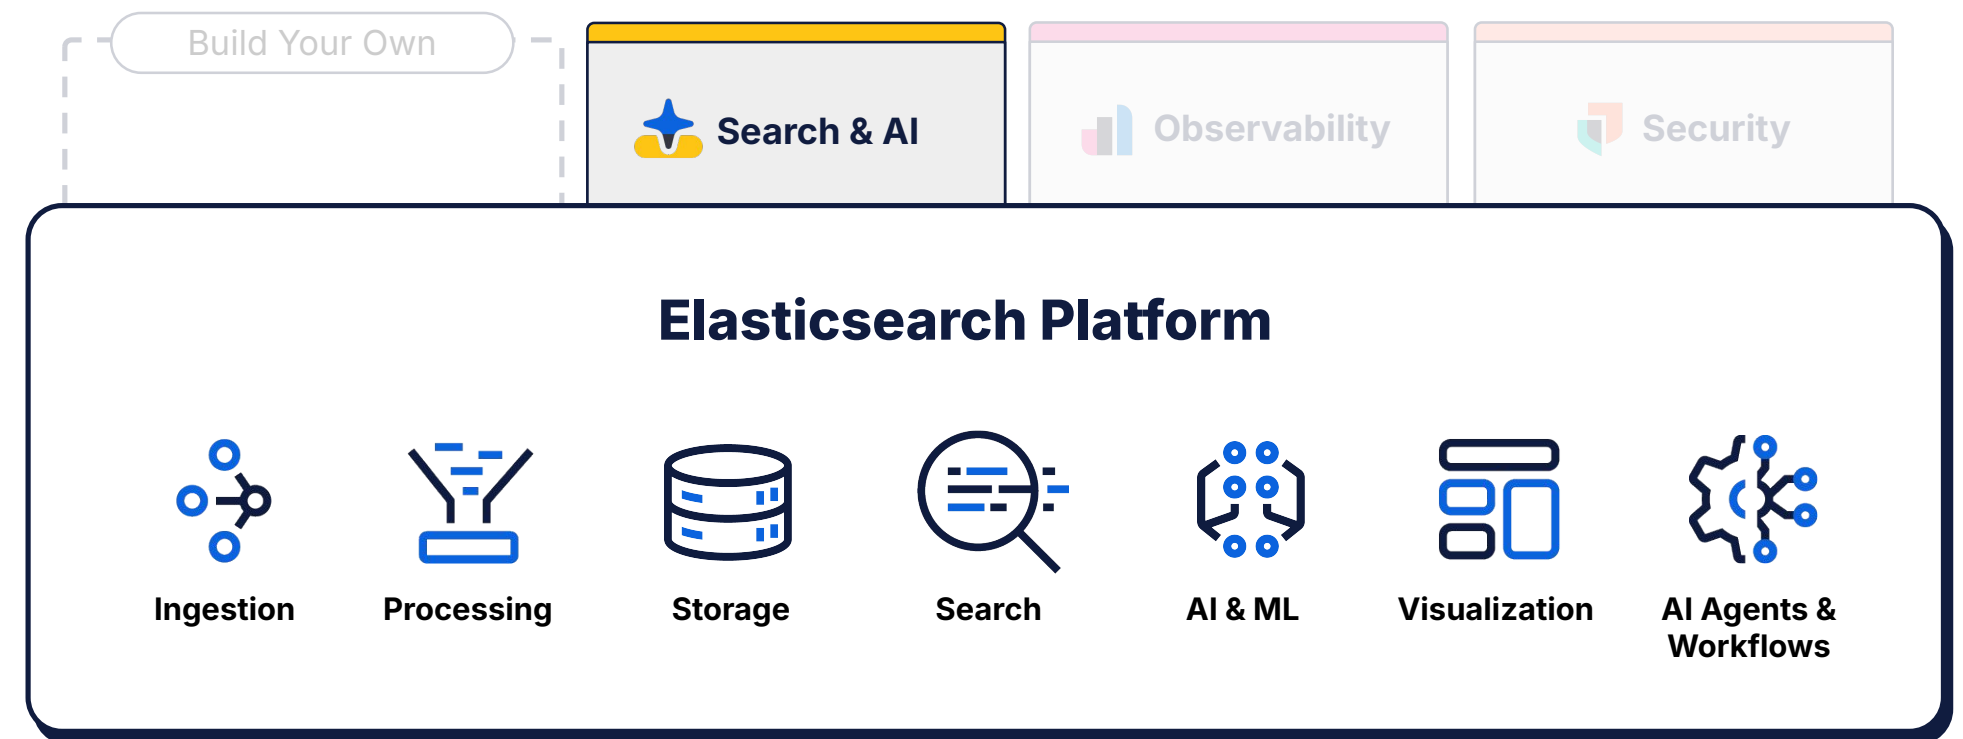 Build Your Own
Search & AI
Observability
Security
Elasticsearch Platform
Ingestion
Processing
Storage
Search
AI & ML
Visualization
AI Agents &
Workflows